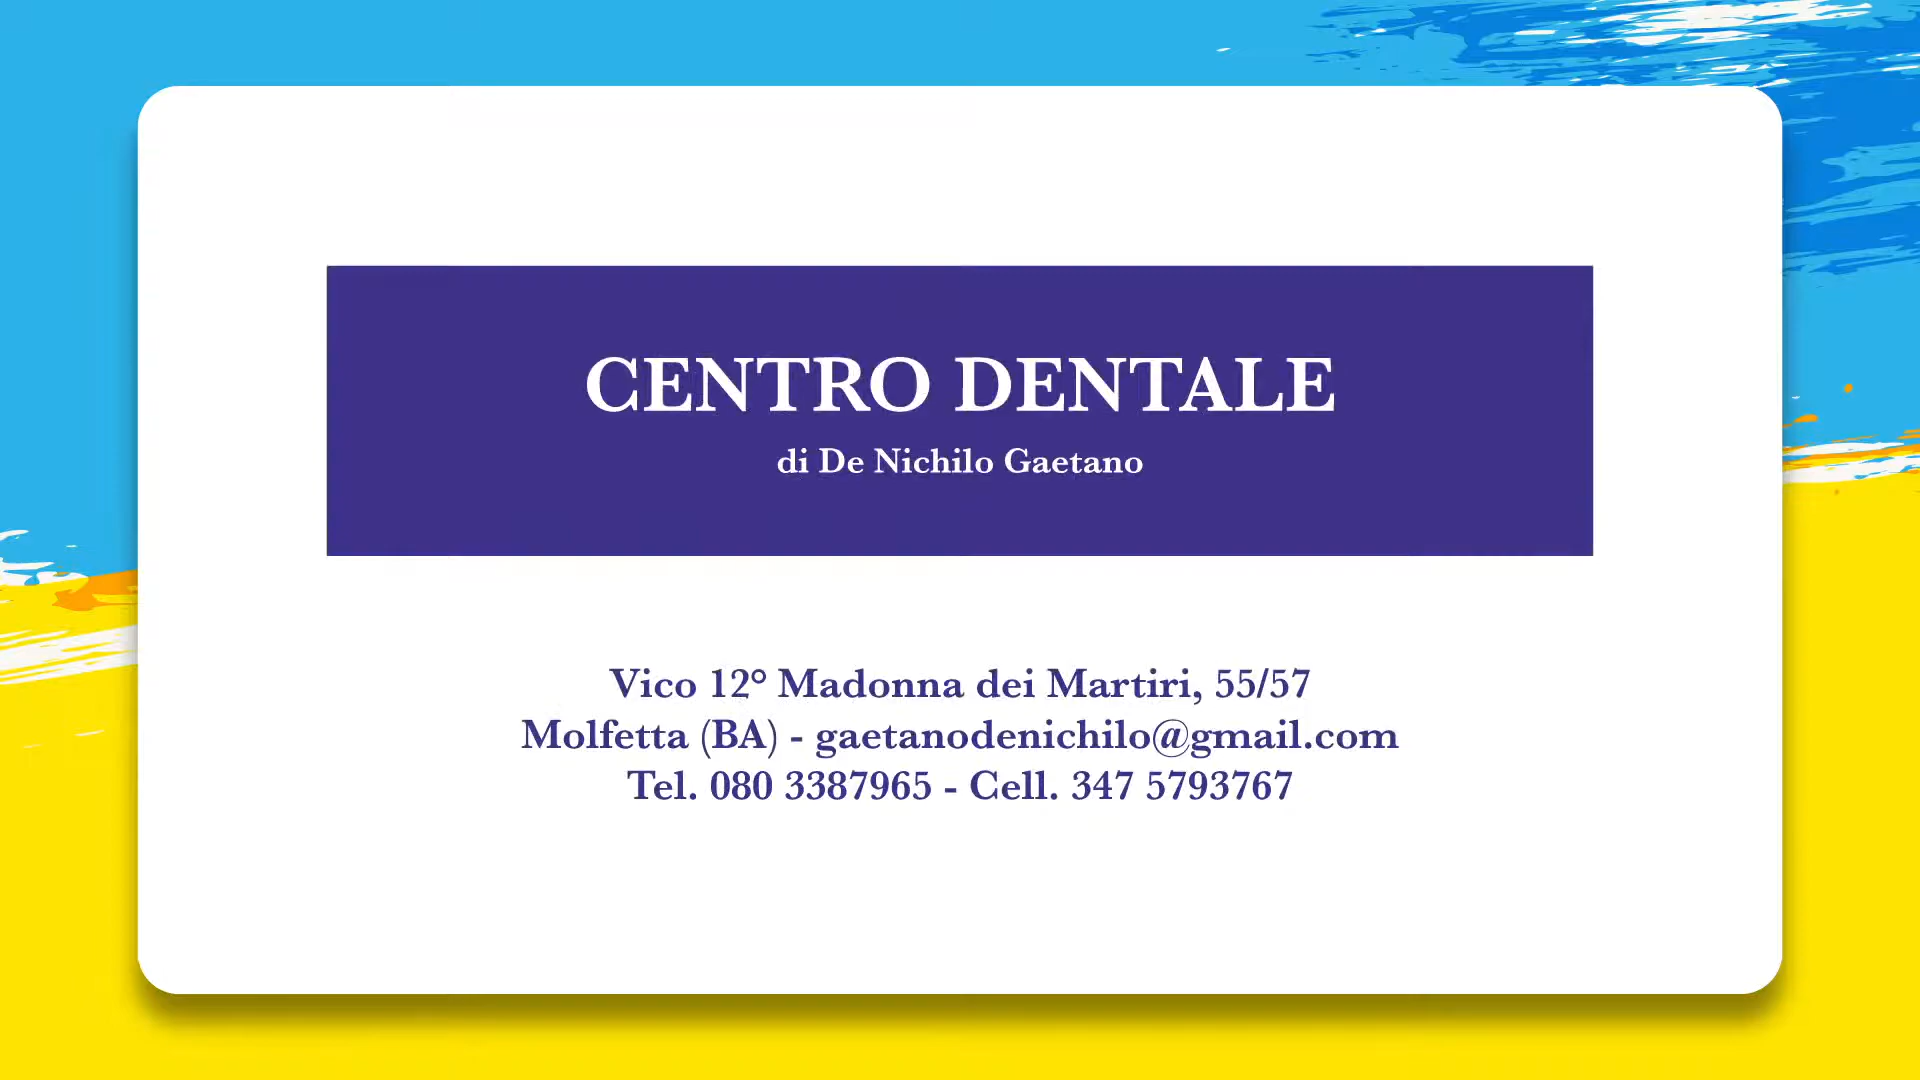 CENTRO DENTALE
di De Nichilo Gaetano
Vico 12° Madonna dei Martiri, 55/57
Molfetta (BA) - gaetanodenichilo@gmail.com
Tel. 080 3387965 - Cell. 347 5793767